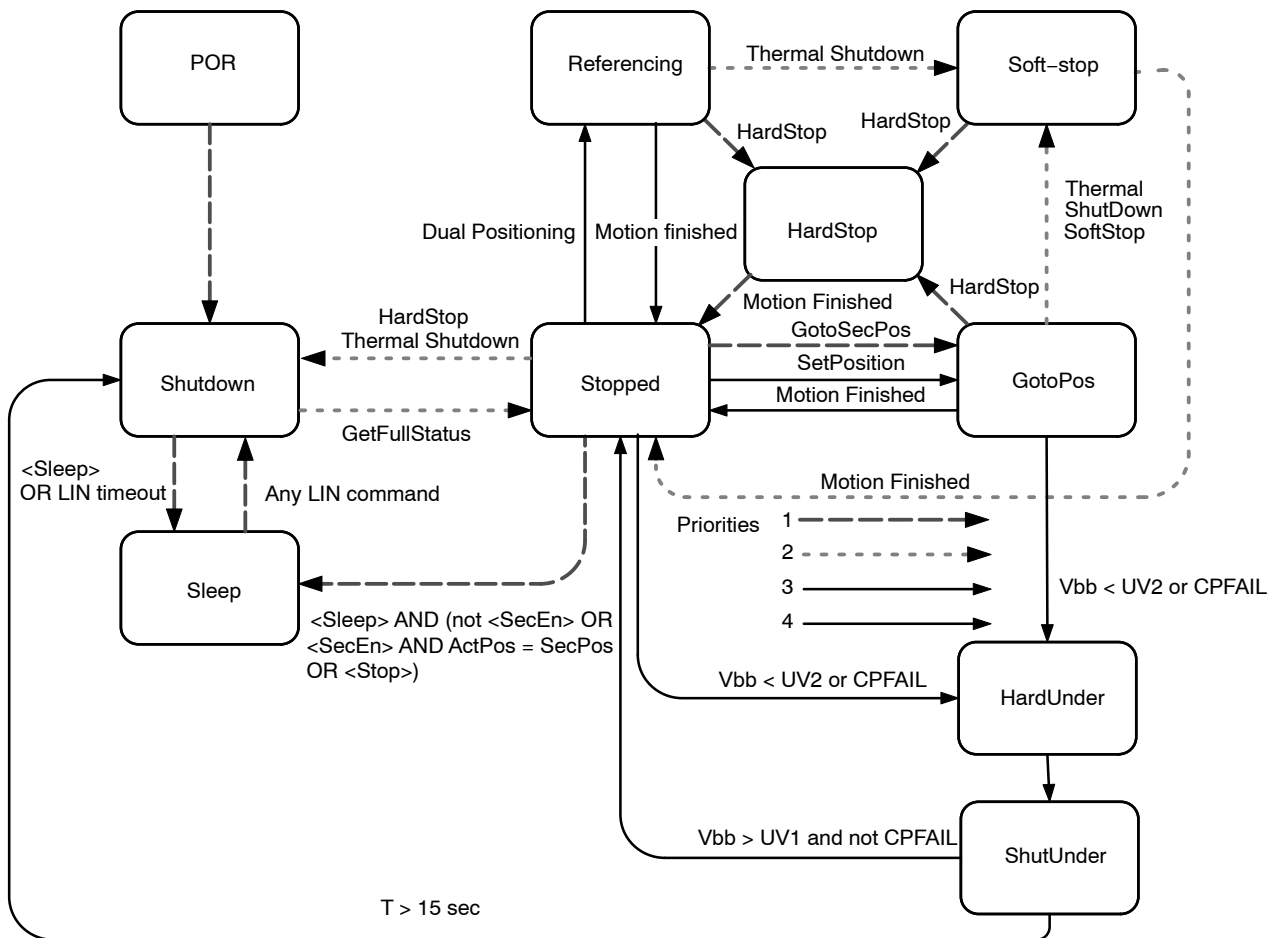 POR
Referencing
Thermal Shutdown
Soft−stop
HardStop
HardStop
Thermal
ShutDown
SoftStop
Dual Positioning
Motion finished
HardStop
HardStop
Motion Finished
HardStop
Thermal Shutdown
GotoSecPos
SetPosition
Motion Finished
Shutdown
Stopped
GotoPos
GetFullStatus
<Sleep>
OR LIN timeout
Any LIN command
Motion Finished
Priorities
1
2
3
4
Sleep
<Sleep> AND (not <SecEn> OR
<SecEn> AND ActPos = SecPos
OR <Stop>)
Vbb < UV2 or CPFAIL
Vbb < UV2 or CPFAIL
HardUnder
Vbb > UV1 and not CPFAIL
ShutUnder
T > 15 sec